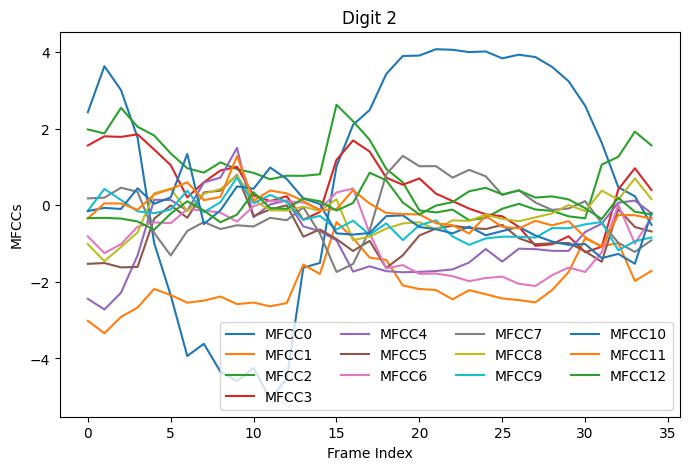 Digit 2
MFCCs
4
2
0
−2
−4
MFCC0 MFCC4 MFCC7 MFCC10
MFCC1 MFCC5 MFCC8 MFCC11
MFCC2 MFCC6 MFCC9 MFCC12
MFCC3
0 5 10 15 20 25 30 35
Frame Index